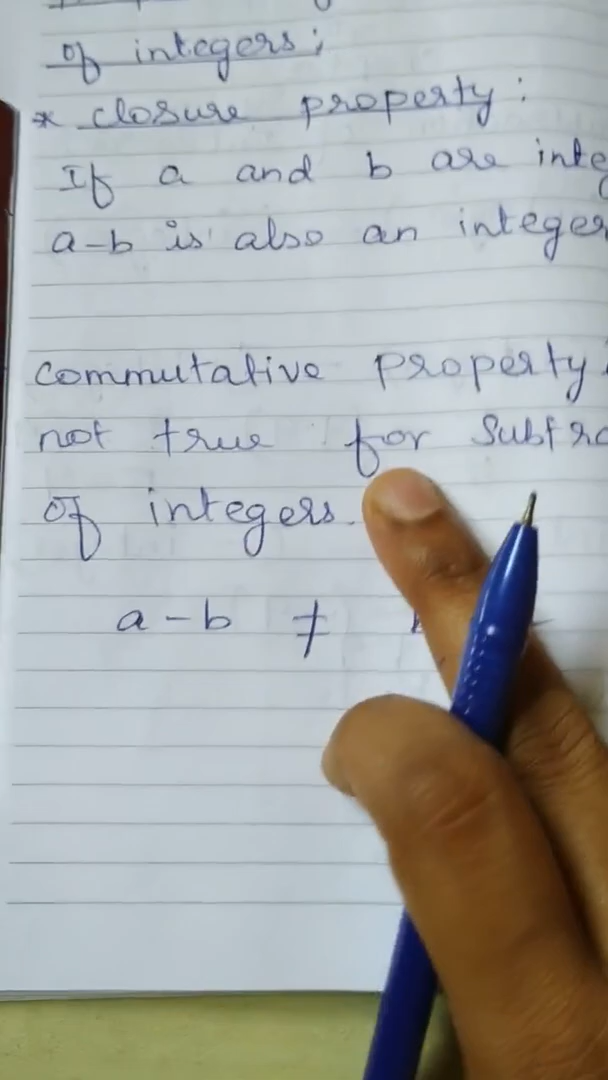 of integers;
* closure property:
If a and b are inte
a-b is also an integer
commutative property
not true for Subtra
of integers.
a-b ≠